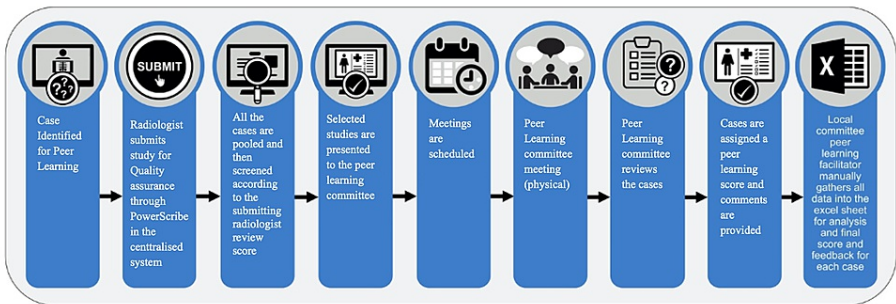 Case
Identified
for Peer
Learning
SUBMIT
Radiologist
submits
study for
Quality
assurance
through
PowerScribe
in the
centtralised
system
All the
cases are
pooled and
then
screened
according
to the
submitting
radiologist
review
score
Selected
studies are
presented to
the peer
learning
committee
Meetings
are
scheduled
Peer
Learning
committee
meeting
(physical)
Peer
Learning
committee
reviews
the cases
Cases are
assigned a
peer
learning
score and
comments
are
provided
X
Local
committee
peer
learning
facilitator
manually
gathers all
data into the
excel sheet
for analysis
and final
score and
feedback for
each case